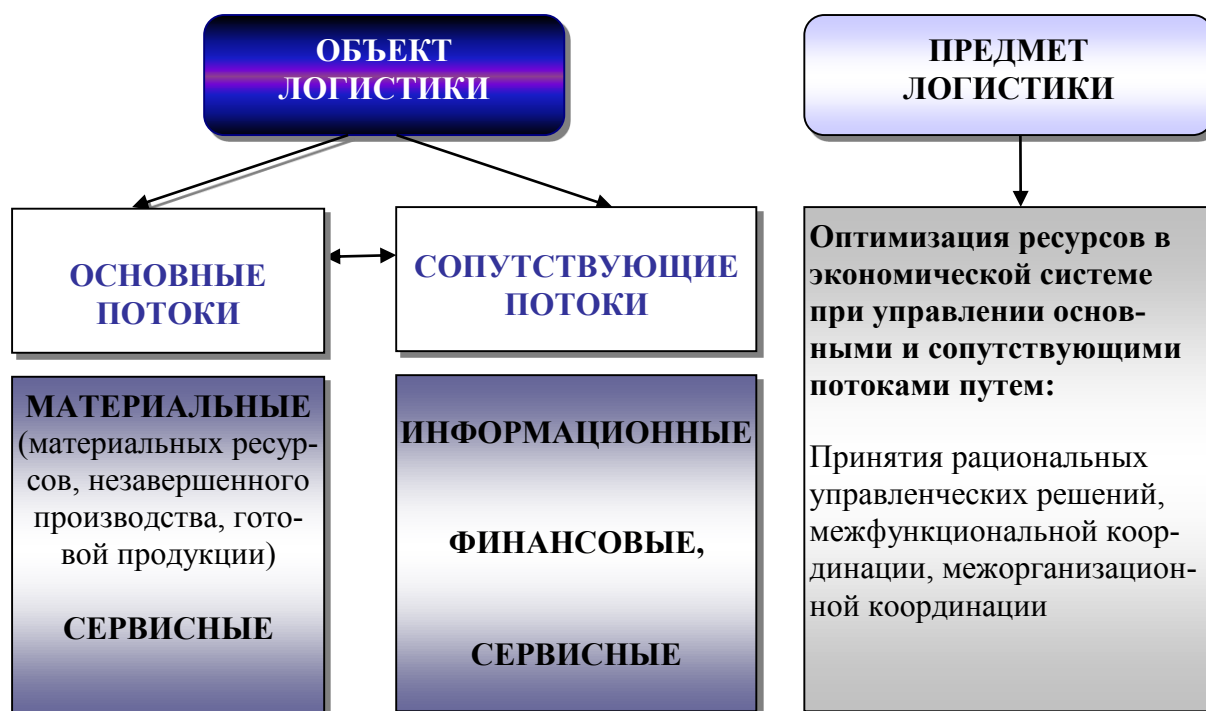 ОБЪЕКТ
ЛОГИСТИКИ
ПРЕДМЕТ
ЛОГИСТИКИ
ОСНОВНЫЕ
ПОТОКИ
СОПУТСТВУЮЩИЕ
ПОТОКИ
МАТЕРИАЛЬНЫЕ
(материальных ресур-
сов, незавершенного
производства, гото-
вой продукции)
СЕРВИСНЫЕ
ИНФОРМАЦИОННЫЕ
ФИНАНСОВЫЕ,
СЕРВИСНЫЕ
Оптимизация ресурсов в
экономической системе
при управлении основ-
ными и сопутствующими
потоками путем:
Принятия рациональных
управленческих решений,
межфункциональной коор-
динации, межорганизацион-
ной координации